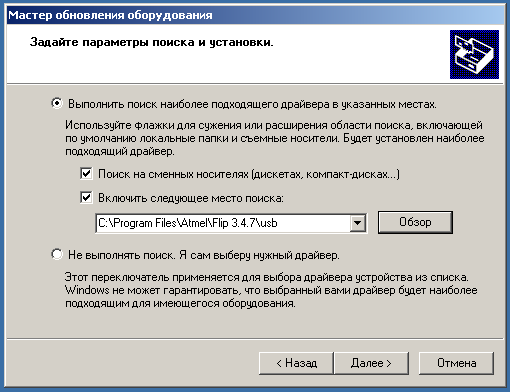 Мастер обновления оборудования
Задайте параметры поиска и установки.
Выполнить поиск наиболее подходящего драйвера в указанных местах.
Используйте флажки для сужения или расширения области поиска, включающей
по умолчанию локальные папки и съемные носители. Будет установлен наиболее
подходящий драйвер.
Поиск на сменных носителях (дискетах, компакт-дисках...)
Включить следующее место поиска:
C:\Program Files\Atmel\Flip 3.4.7\usb
Обзор
Не выполнять поиск. Я сам выберу нужный драйвер.
Этот переключатель применяется для выбора драйвера устройства из списка.
Windows не может гарантировать, что выбранный вами драйвер будет наиболее
подходящим для имеющегося оборудования.
< Назад
Далее >
Отмена